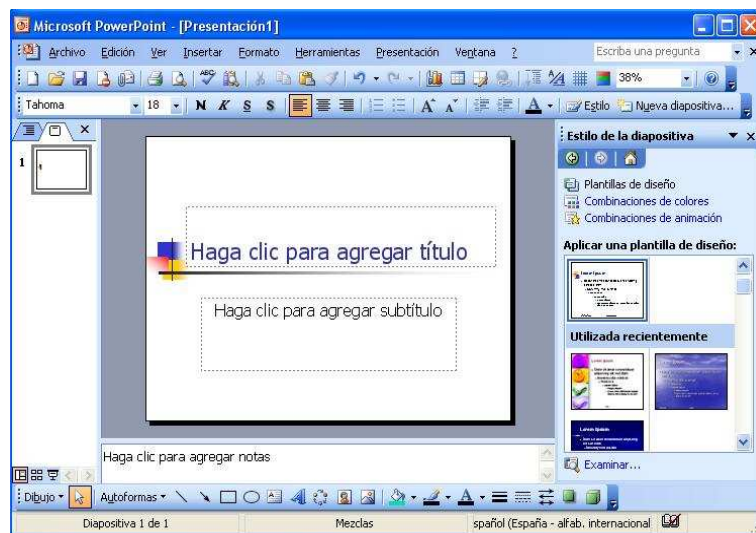 Microsoft PowerPoint - [Presentación1]
Archivo Edición Ver Insertar Formato Herramientas Presentación Ventana ? Escriba una pregunta
38%
Tahoma 18 N K S S Estilo Nueva diapositiva...
Estilo de la diapositiva
1
Plantillas de diseño
Combinaciones de colores
Combinaciones de animación
Aplicar una plantilla de diseño:
Haga clic para agregar título
Haga clic para agregar subtítulo
Utilizada recientemente
Haga clic para agregar notas
Examinar...
Dibujo Autoformas
Diapositiva 1 de 1 Mezclas spañol (España - alfab. internacional